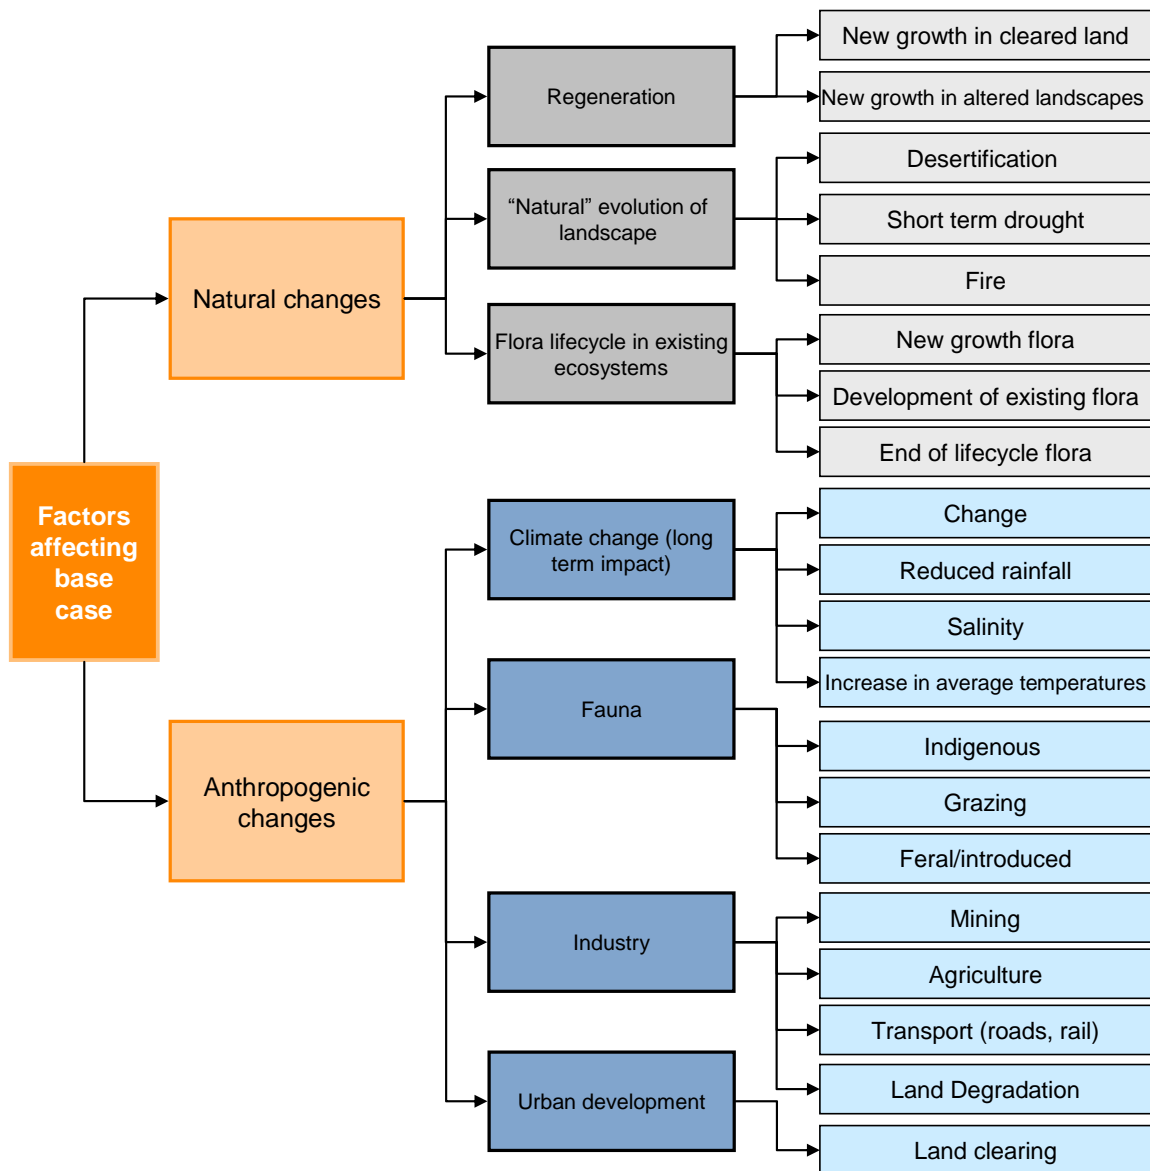 New growth in cleared land
Regeneration
New growth in altered landscapes
Desertification
“Natural” evolution of
landscape
Short term drought
Natural changes
Fire
Flora lifecycle in existing
ecosystems
New growth flora
Development of existing flora
End of lifecycle flora
Factors
affecting
base
case
Climate change (long
term impact)
Change
Reduced rainfall
Salinity
Increase in average temperatures
Fauna
Anthropogenic
changes
Indigenous
Grazing
Feral/introduced
Industry
Mining
Agriculture
Transport (roads, rail)
Land Degradation
Urban development
Land clearing